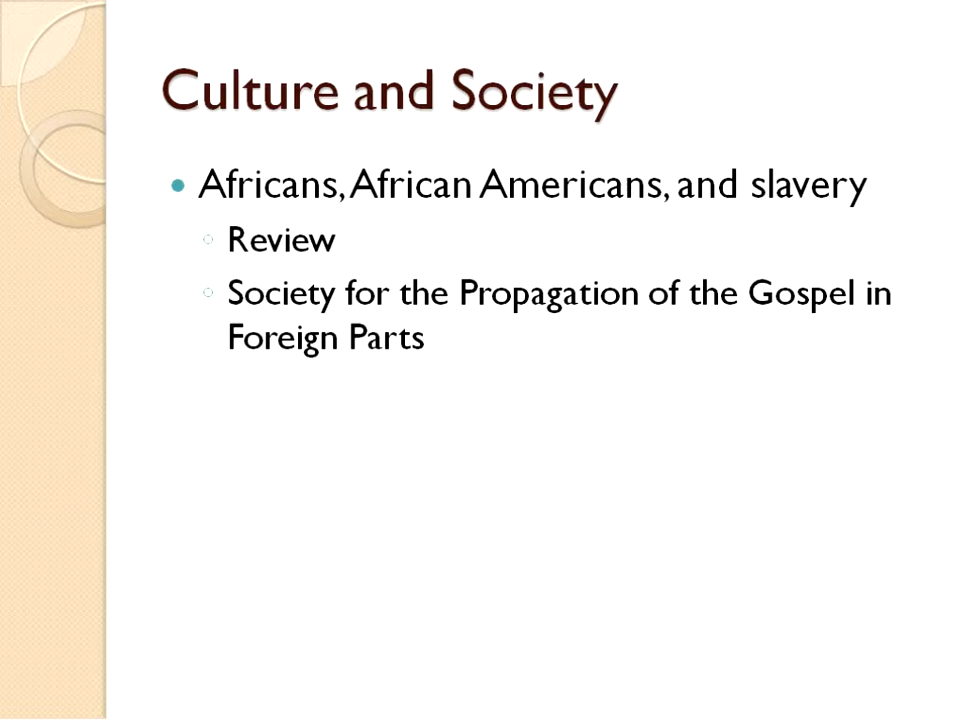 Culture and Society
• Africans, African Americans, and slavery
◦ Review
◦ Society for the Propagation of the Gospel in
Foreign Parts